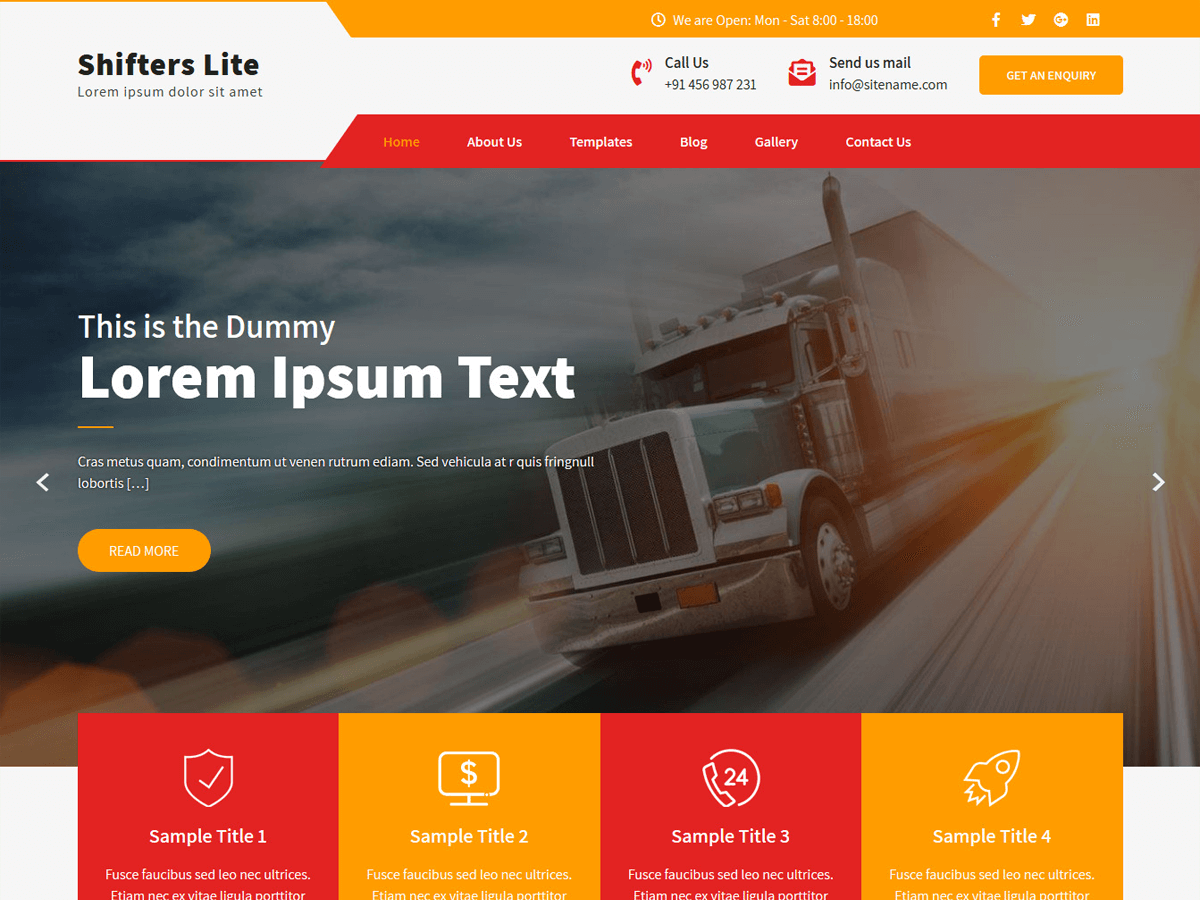 We are Open: Mon - Sat 8:00 - 18:00
Shifters Lite
Lorem ipsum dolor sit amet
Call Us
+91 456 987 231
Send us mail
info@sitename.com
GET AN ENQUIRY
Home About Us Templates Blog Gallery Contact Us
This is the Dummy
Lorem Ipsum Text
Cras metus quam, condimentum ut venen rutrum ediam. Sed vehicula at r quis fringnull
lobortis […]
READ MORE
24
Sample Title 1
Fusce faucibus sed leo nec ultrices.
Etiam nec ex vitae ligula porttitor
Sample Title 2
Fusce faucibus sed leo nec ultrices.
Etiam nec ex vitae ligula porttitor
Sample Title 3
Fusce faucibus sed leo nec ultrices.
Etiam nec ex vitae ligula porttitor
Sample Title 4
Fusce faucibus sed leo nec ultrices.
Etiam nec ex vitae ligula porttitor